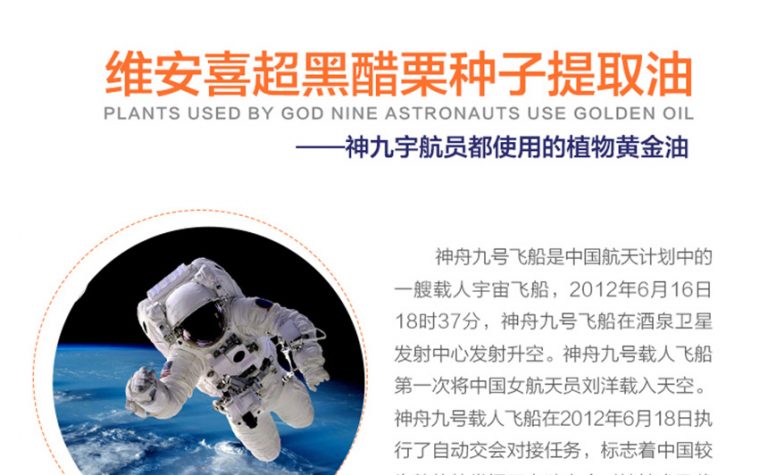 维安喜超黑醋栗种子提取油
PLANTS USED BY GOD NINE ASTRONAUTS USE GOLDEN OIL
——神九宇航员都使用的植物黄金油
神舟九号飞船是中国航天计划中的
一艘载人宇宙飞船，2012年6月16日
18时37分，神舟九号飞船在酒泉卫星
发射中心发射升空。神舟九号载人飞船
第一次将中国女航天员刘洋载入天空。
神舟九号载人飞船在2012年6月18日执
行了自动交会对接任务，标志着中国较